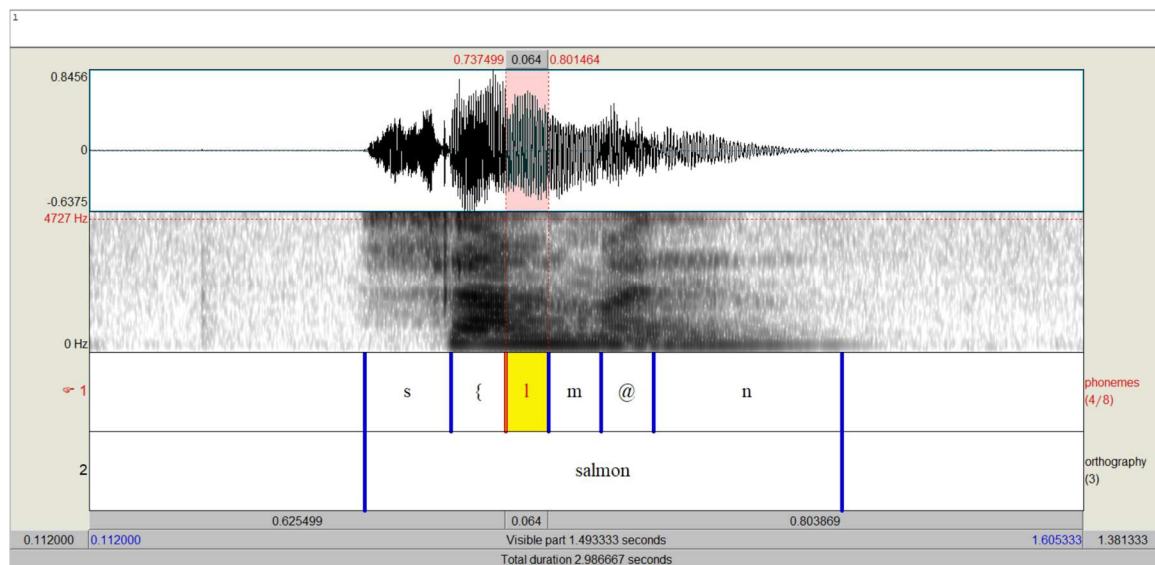 1
0.737499 0.064 0.801464
0.8456
0
-0.6375
4727 Hz
0 Hz
☞ 1
s { l m @ n
phonemes
(4/8)
2
salmon
orthography
(3)
0.625499 0.064 0.803869
0.112000 0.112000 Visible part 1.493333 seconds 1.605333 1.381333
Total duration 2.986667 seconds